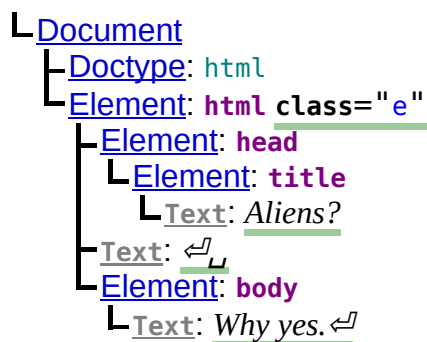 Document
Doctype: html
Element: html class="e"
Element: head
Element: title
Text: Aliens?
Text: ⏎␣
Element: body
Text: Why yes.⏎